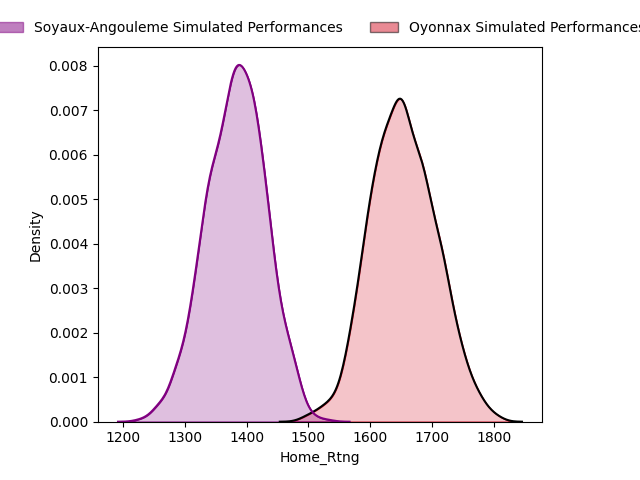 Soyaux-Angouleme Simulated Performances Oyonnax Simulated Performances
0.008
0.007
0.006
0.005
0.004
0.003
0.002
0.001
0.000
Density
1200 1300 1400 1500 1600 1700 1800
Home_Rtng